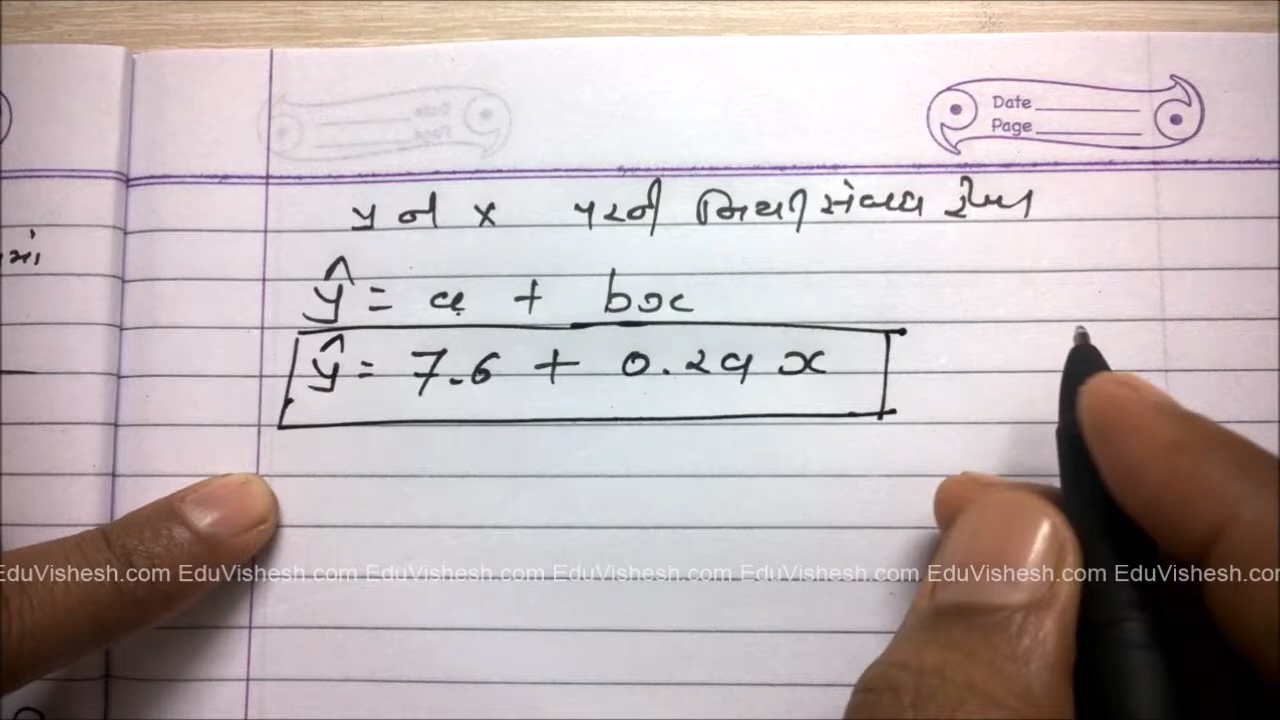 Date
Page
માં
y ની x પરની નિયતસંબંધ રેખા
ŷ = a + bx
ŷ = 7.6 + 0.29 x
EduVishesh.com EduVishesh.com EduVishesh.com EduVishesh.com EduVishesh.com EduVishesh.com EduVishesh.com